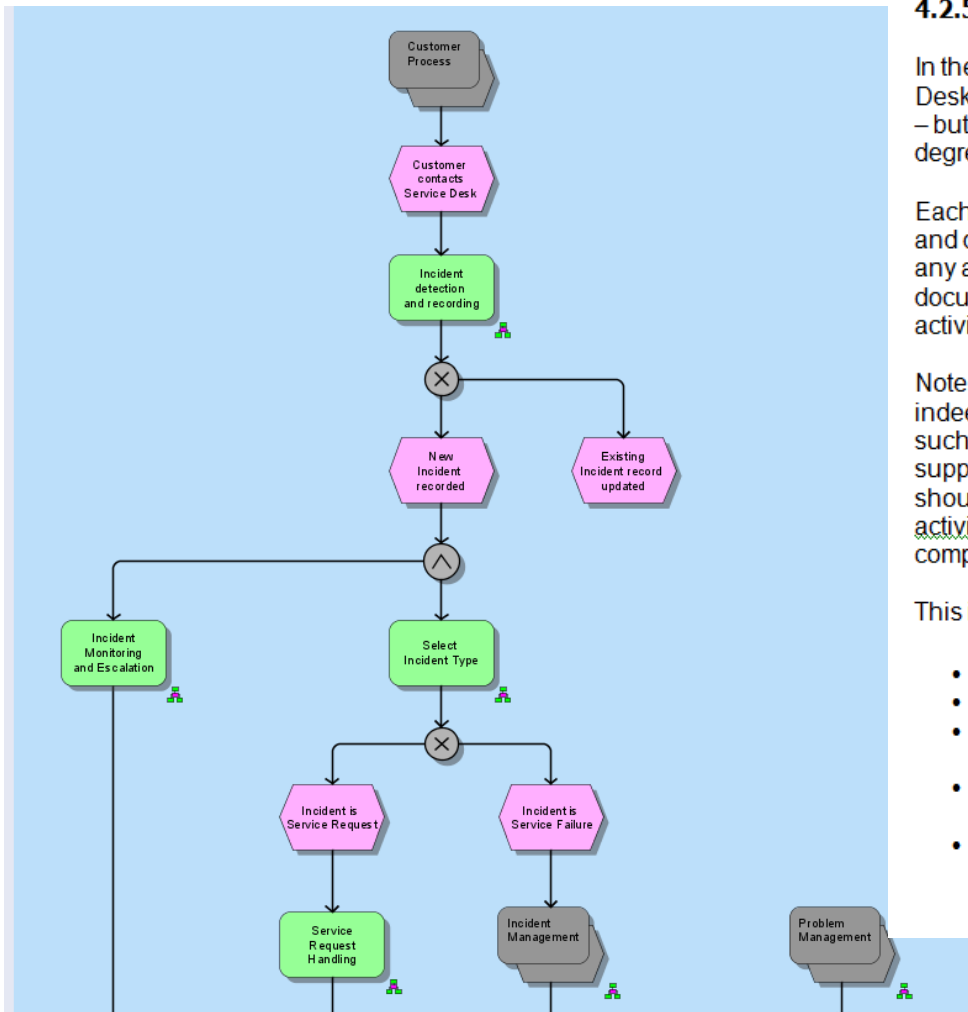 Customer
Process
Customer
contacts
Service Desk
Incident
detection
and recording
New
Incident
recorded
Existing
Incident record
updated
Incident
Monitoring
and Escalation
Select
Incident Type
Incident is
Service Request
Incident is
Service Failure
Service
Request
Handling
Incident
Management
Problem
Management
4.2.5
In the
Desk
– but
degre
Each
and
any a
docu
activi
Note
indee
such
supp
shou
activi
comp
This